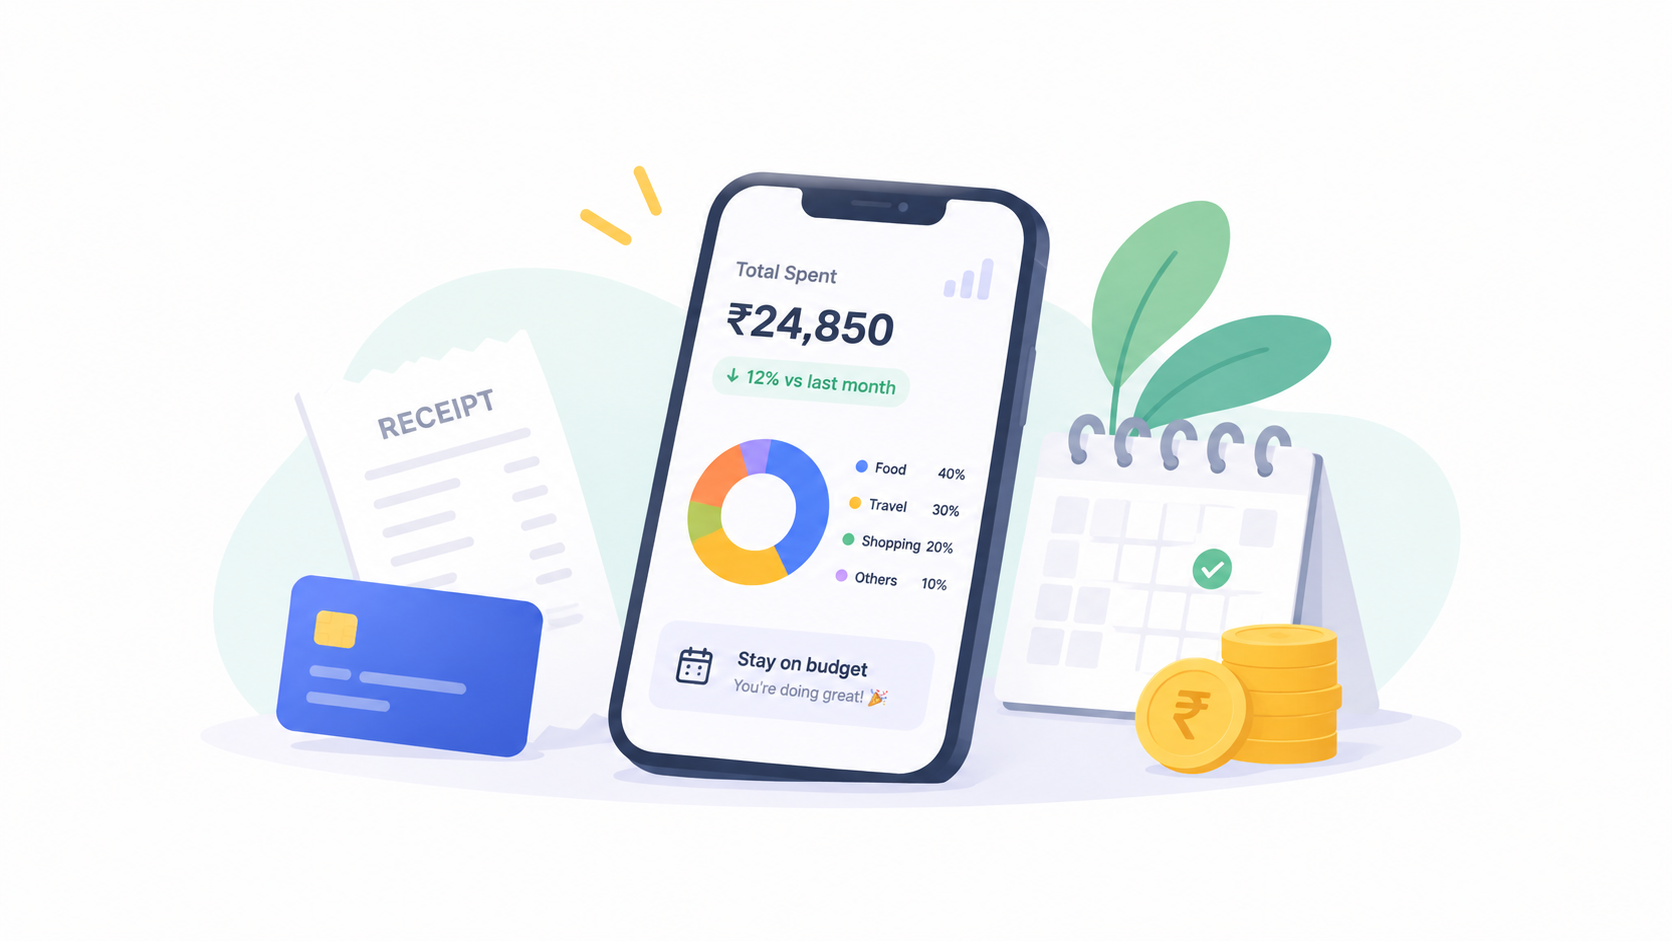 RECEIPT
Total Spent
₹24,850
↓ 12% vs last month
Food 40%
Travel 30%
Shopping 20%
Others 10%
Stay on budget
You're doing great! 🎉
₹